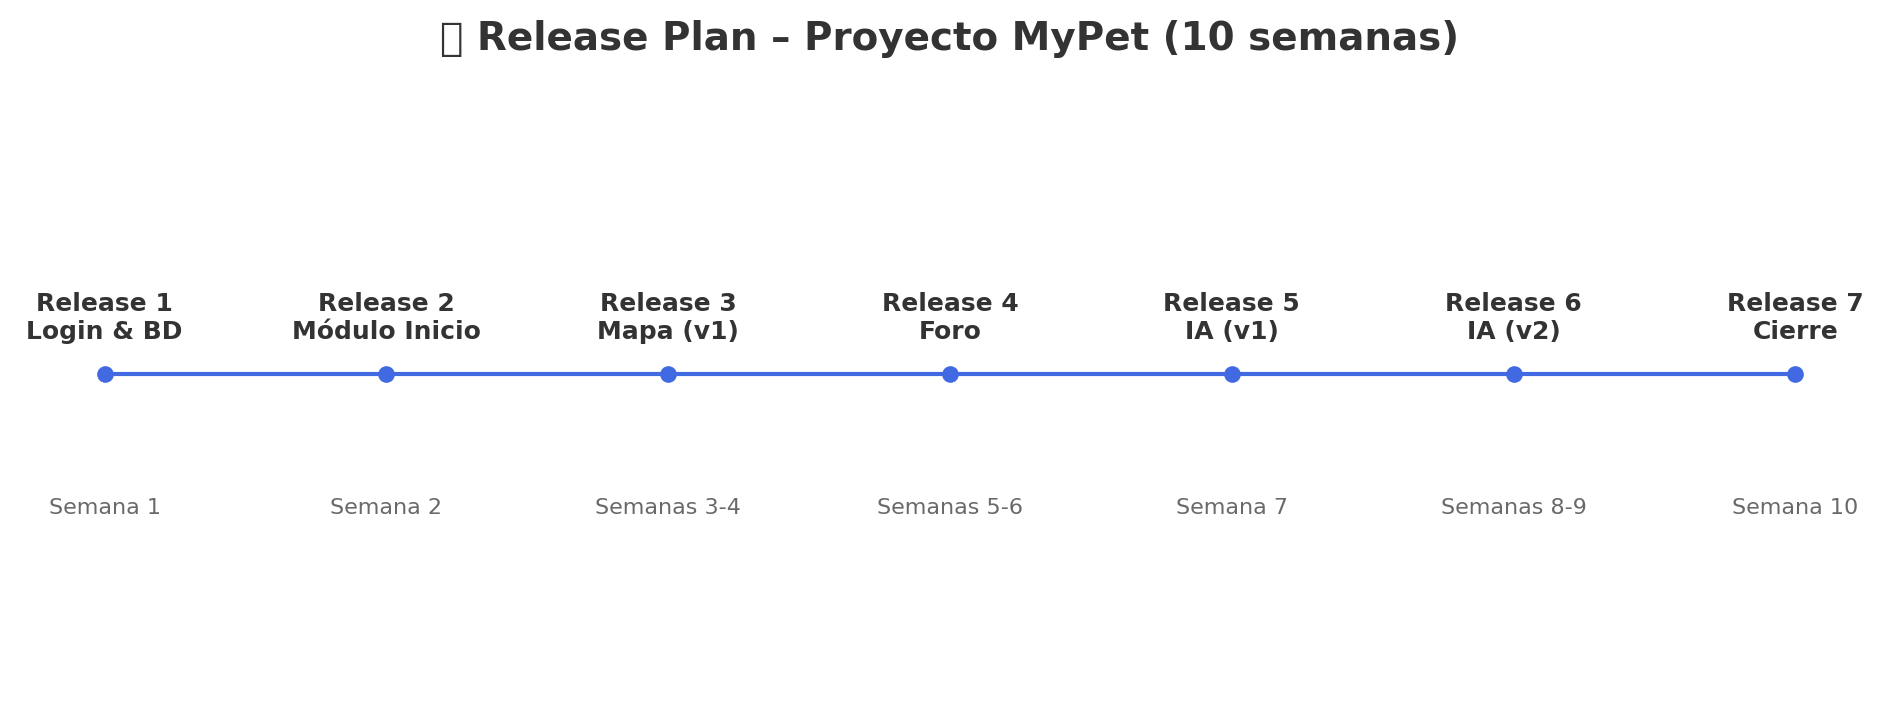 Release Plan – Proyecto MyPet (10 semanas)
Release 1
Login & BD
Release 2
Módulo Inicio
Release 3
Mapa (v1)
Release 4
Foro
Release 5
IA (v1)
Release 6
IA (v2)
Release 7
Cierre
Semana 1
Semana 2
Semanas 3-4
Semanas 5-6
Semana 7
Semanas 8-9
Semana 10